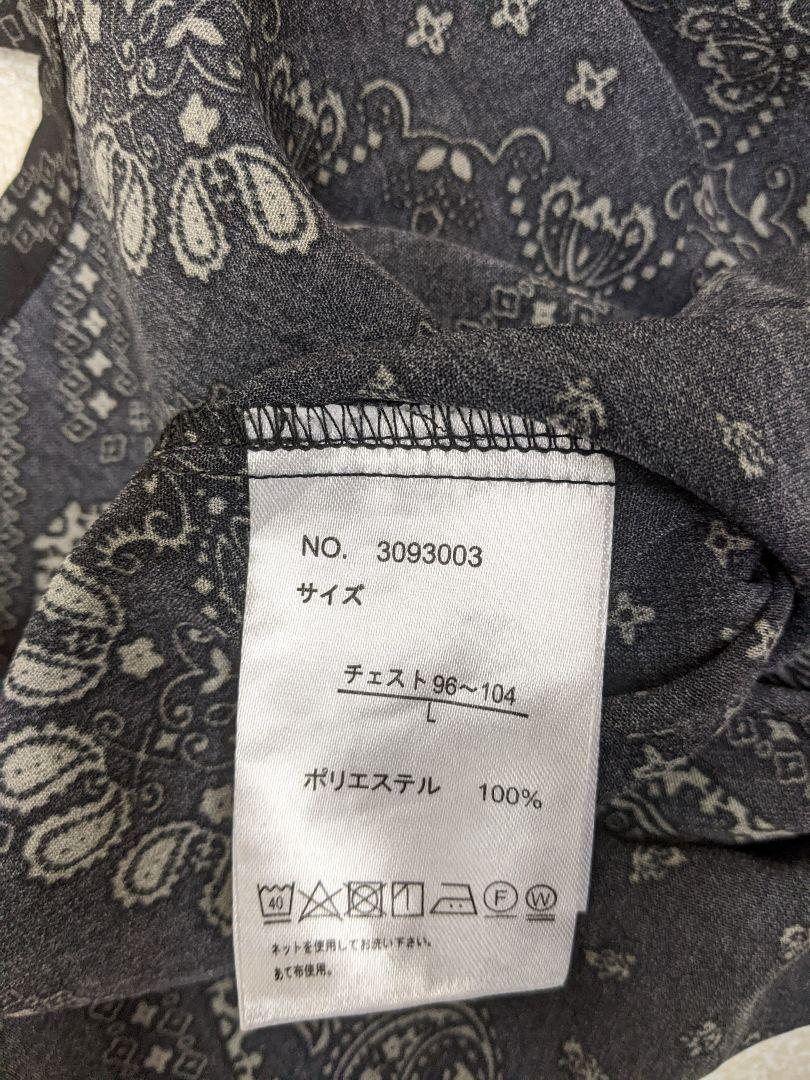 NO. 3093003
サイズ
チェスト96～104
L
ポリエステル 100%
40 F W
ネットを使用してお洗い下さい。
あて布使用。